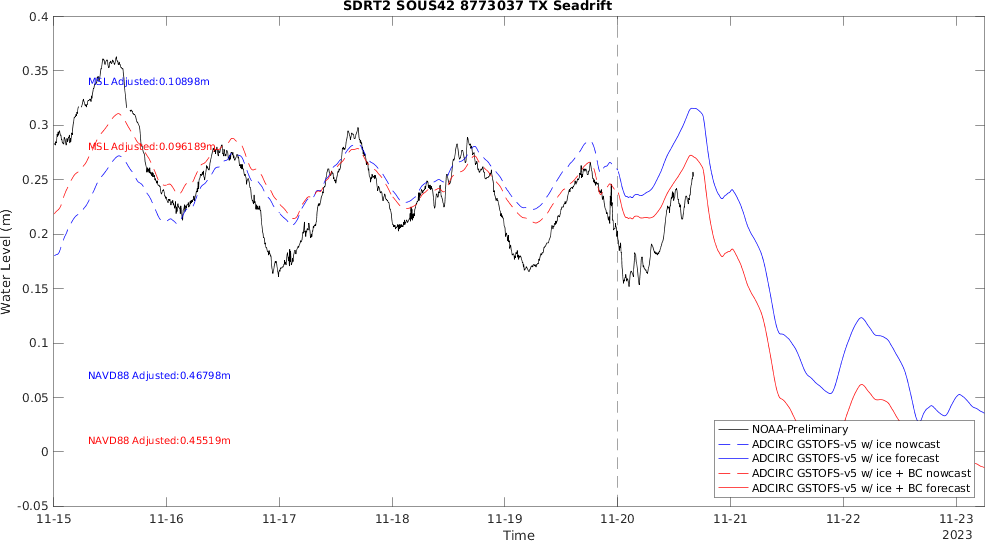 SDRT2 SOUS42 8773037 TX Seadrift
0.4
0.35
0.3
0.25
0.2
0.15
0.1
0.05
0
-0.05
Water Level (m)
MSL Adjusted:0.10898m
MSL Adjusted:0.096189m
NAVD88 Adjusted:0.46798m
NAVD88 Adjusted:0.45519m
NOAA-Preliminary
ADCIRC GSTOFS-v5 w/ ice nowcast
ADCIRC GSTOFS-v5 w/ ice forecast
ADCIRC GSTOFS-v5 w/ ice + BC nowcast
ADCIRC GSTOFS-v5 w/ ice + BC forecast
11-15 11-16 11-17 11-18 11-19 11-20 11-21 11-22 11-23
Time
2023